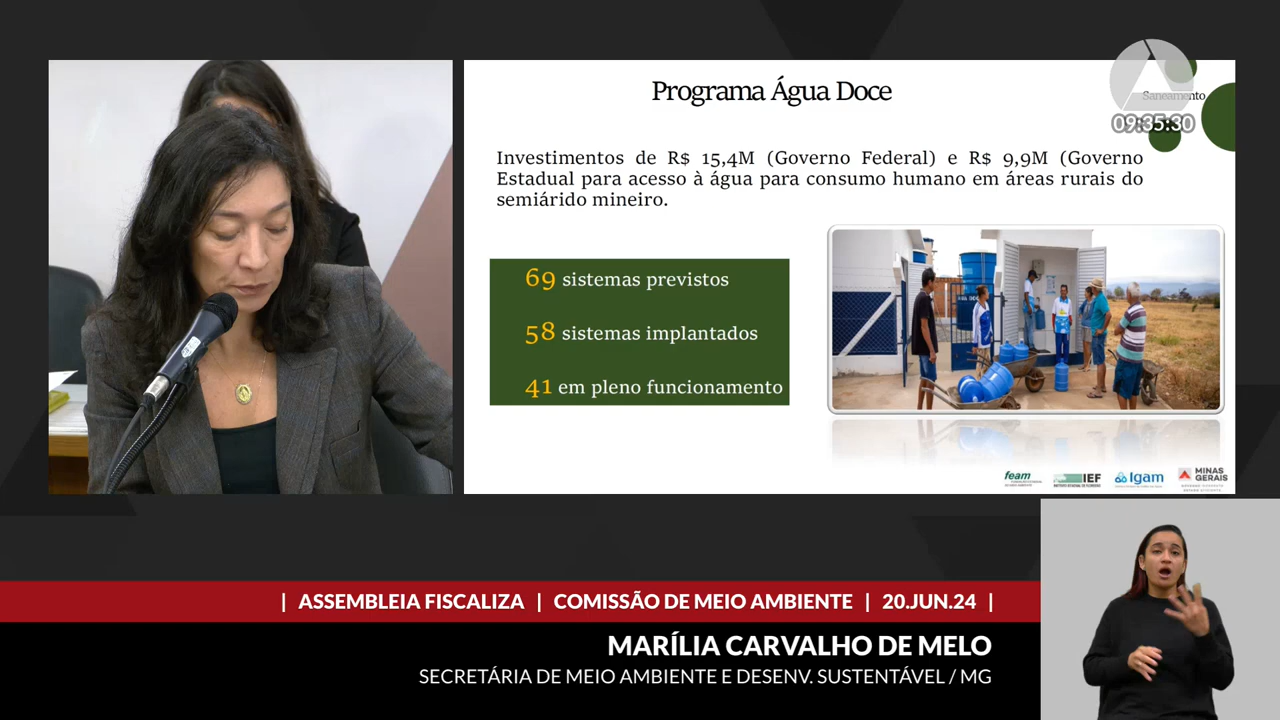 Programa Água Doce
Saneamento
09:35:30
Investimentos de R$ 15,4M (Governo Federal) e R$ 9,9M (Governo
Estadual para acesso à água para consumo humano em áreas rurais do
semiárido mineiro.
69 sistemas previstos
58 sistemas implantados
41 em pleno funcionamento
feam
IEF
Igam
MINAS
GERAIS
| ASSEMBLEIA FISCALIZA | COMISSÃO DE MEIO AMBIENTE | 20.JUN.24 |
MARÍLIA CARVALHO DE MELO
SECRETÁRIA DE MEIO AMBIENTE E DESENV. SUSTENTÁVEL / MG